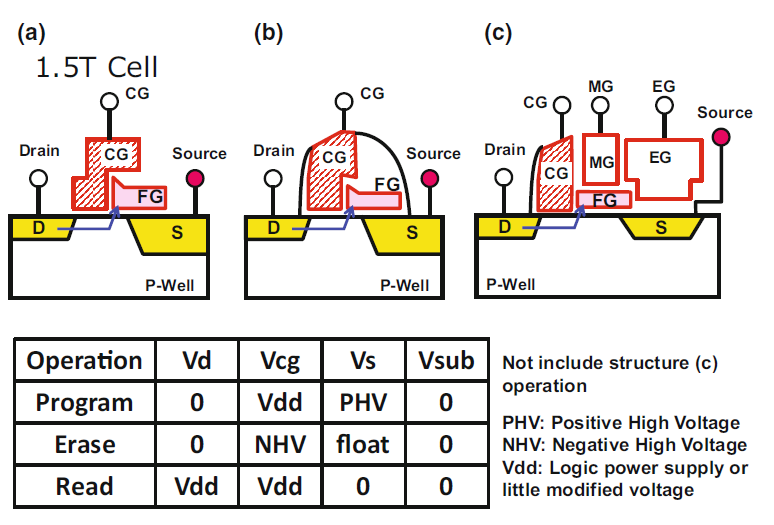 (a)
(b)
(c)
1.5T Cell
CG
CG
CG
MG
EG
Source
Drain
CG
Source
Drain
CG
Source
Drain
CG
MG
EG
FG
FG
FG
D
S
D
S
D
S
P-Well
P-Well
P-Well
Operation Vd Vcg Vs Vsub
Program 0 Vdd PHV 0
Erase 0 NHV float 0
Read Vdd Vdd 0 0
Not include structure (c)
operation
PHV: Positive High Voltage
NHV: Negative High Voltage
Vdd: Logic power supply or
little modified voltage